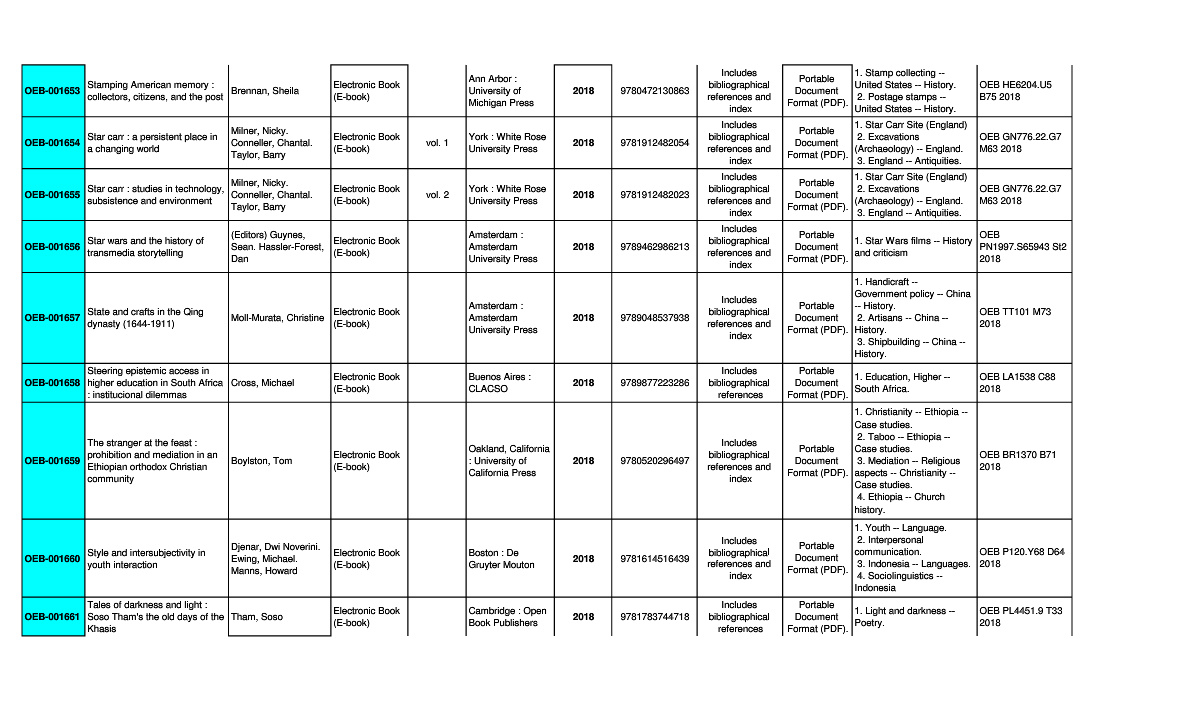 OEB-001653
Stamping American memory :
collectors, citizens, and the post
Brennan, Sheila
Electronic Book
(E-book)
Ann Arbor :
University of
Michigan Press
2018
9780472130863
Includes
bibliographical
references and
index
Portable
Document
Format (PDF).
1. Stamp collecting --
United States -- History.
2. Postage stamps --
United States -- History.
OEB HE6204.U5
B75 2018
OEB-001654
Star carr : a persistent place in
a changing world
Milner, Nicky.
Conneller, Chantal.
Taylor, Barry
Electronic Book
(E-book)
vol. 1
York : White Rose
University Press
2018
9781912482054
Includes
bibliographical
references and
index
Portable
Document
Format (PDF).
1. Star Carr Site (England)
2. Excavations
(Archaeology) -- England.
3. England -- Antiquities.
OEB GN776.22.G7
M63 2018
OEB-001655
Star carr : studies in technology,
subsistence and environment
Milner, Nicky.
Conneller, Chantal.
Taylor, Barry
Electronic Book
(E-book)
vol. 2
York : White Rose
University Press
2018
9781912482023
Includes
bibliographical
references and
index
Portable
Document
Format (PDF).
1. Star Carr Site (England)
2. Excavations
(Archaeology) -- England.
3. England -- Antiquities.
OEB GN776.22.G7
M63 2018
OEB-001656
Star wars and the history of
transmedia storytelling
(Editors) Guynes,
Sean. Hassler-Forest,
Dan
Electronic Book
(E-book)
Amsterdam :
Amsterdam
University Press
2018
9789462986213
Includes
bibliographical
references and
index
Portable
Document
Format (PDF).
1. Star Wars films -- History
and criticism
OEB
PN1997.S65943 St2
2018
OEB-001657
State and crafts in the Qing
dynasty (1644-1911)
Moll-Murata, Christine
Electronic Book
(E-book)
Amsterdam :
Amsterdam
University Press
2018
9789048537938
Includes
bibliographical
references and
index
Portable
Document
Format (PDF).
1. Handicraft --
Government policy -- China
-- History.
2. Artisans -- China --
History.
3. Shipbuilding -- China --
History.
OEB TT101 M73
2018
OEB-001658
Steering epistemic access in
higher education in South Africa
: institutional dilemmas
Cross, Michael
Electronic Book
(E-book)
Buenos Aires :
CLACSO
2018
9789877223286
Includes
bibliographical
references
Portable
Document
Format (PDF).
1. Education, Higher --
South Africa.
OEB LA1538 C88
2018
OEB-001659
The stranger at the feast :
prohibition and mediation in an
Ethiopian orthodox Christian
community
Boylston, Tom
Electronic Book
(E-book)
Oakland, California
: University of
California Press
2018
9780520296497
Includes
bibliographical
references and
index
Portable
Document
Format (PDF).
1. Christianity -- Ethiopia --
Case studies.
2. Taboo -- Ethiopia --
Case studies.
3. Mediation -- Religious
aspects -- Christianity --
Case studies.
4. Ethiopia -- Church
history.
OEB BR1370 B71
2018
OEB-001660
Style and intersubjectivity in
youth interaction
Djenar, Dwi Noverini.
Ewing, Michael.
Manns, Howard
Electronic Book
(E-book)
Boston : De
Gruyter Mouton
2018
9781614516439
Includes
bibliographical
references and
index
Portable
Document
Format (PDF).
1. Youth -- Language.
2. Interpersonal
communication.
3. Indonesia -- Languages.
4. Sociolinguistics --
Indonesia
OEB P120.Y68 D64
2018
OEB-001661
Tales of darkness and light :
Soso Tham's the old days of the
Khasis
Tham, Soso
Electronic Book
(E-book)
Cambridge : Open
Book Publishers
2018
9781783744718
Includes
bibliographical
references
Portable
Document
Format (PDF).
1. Light and darkness --
Poetry.
OEB PL4451.9 T33
2018